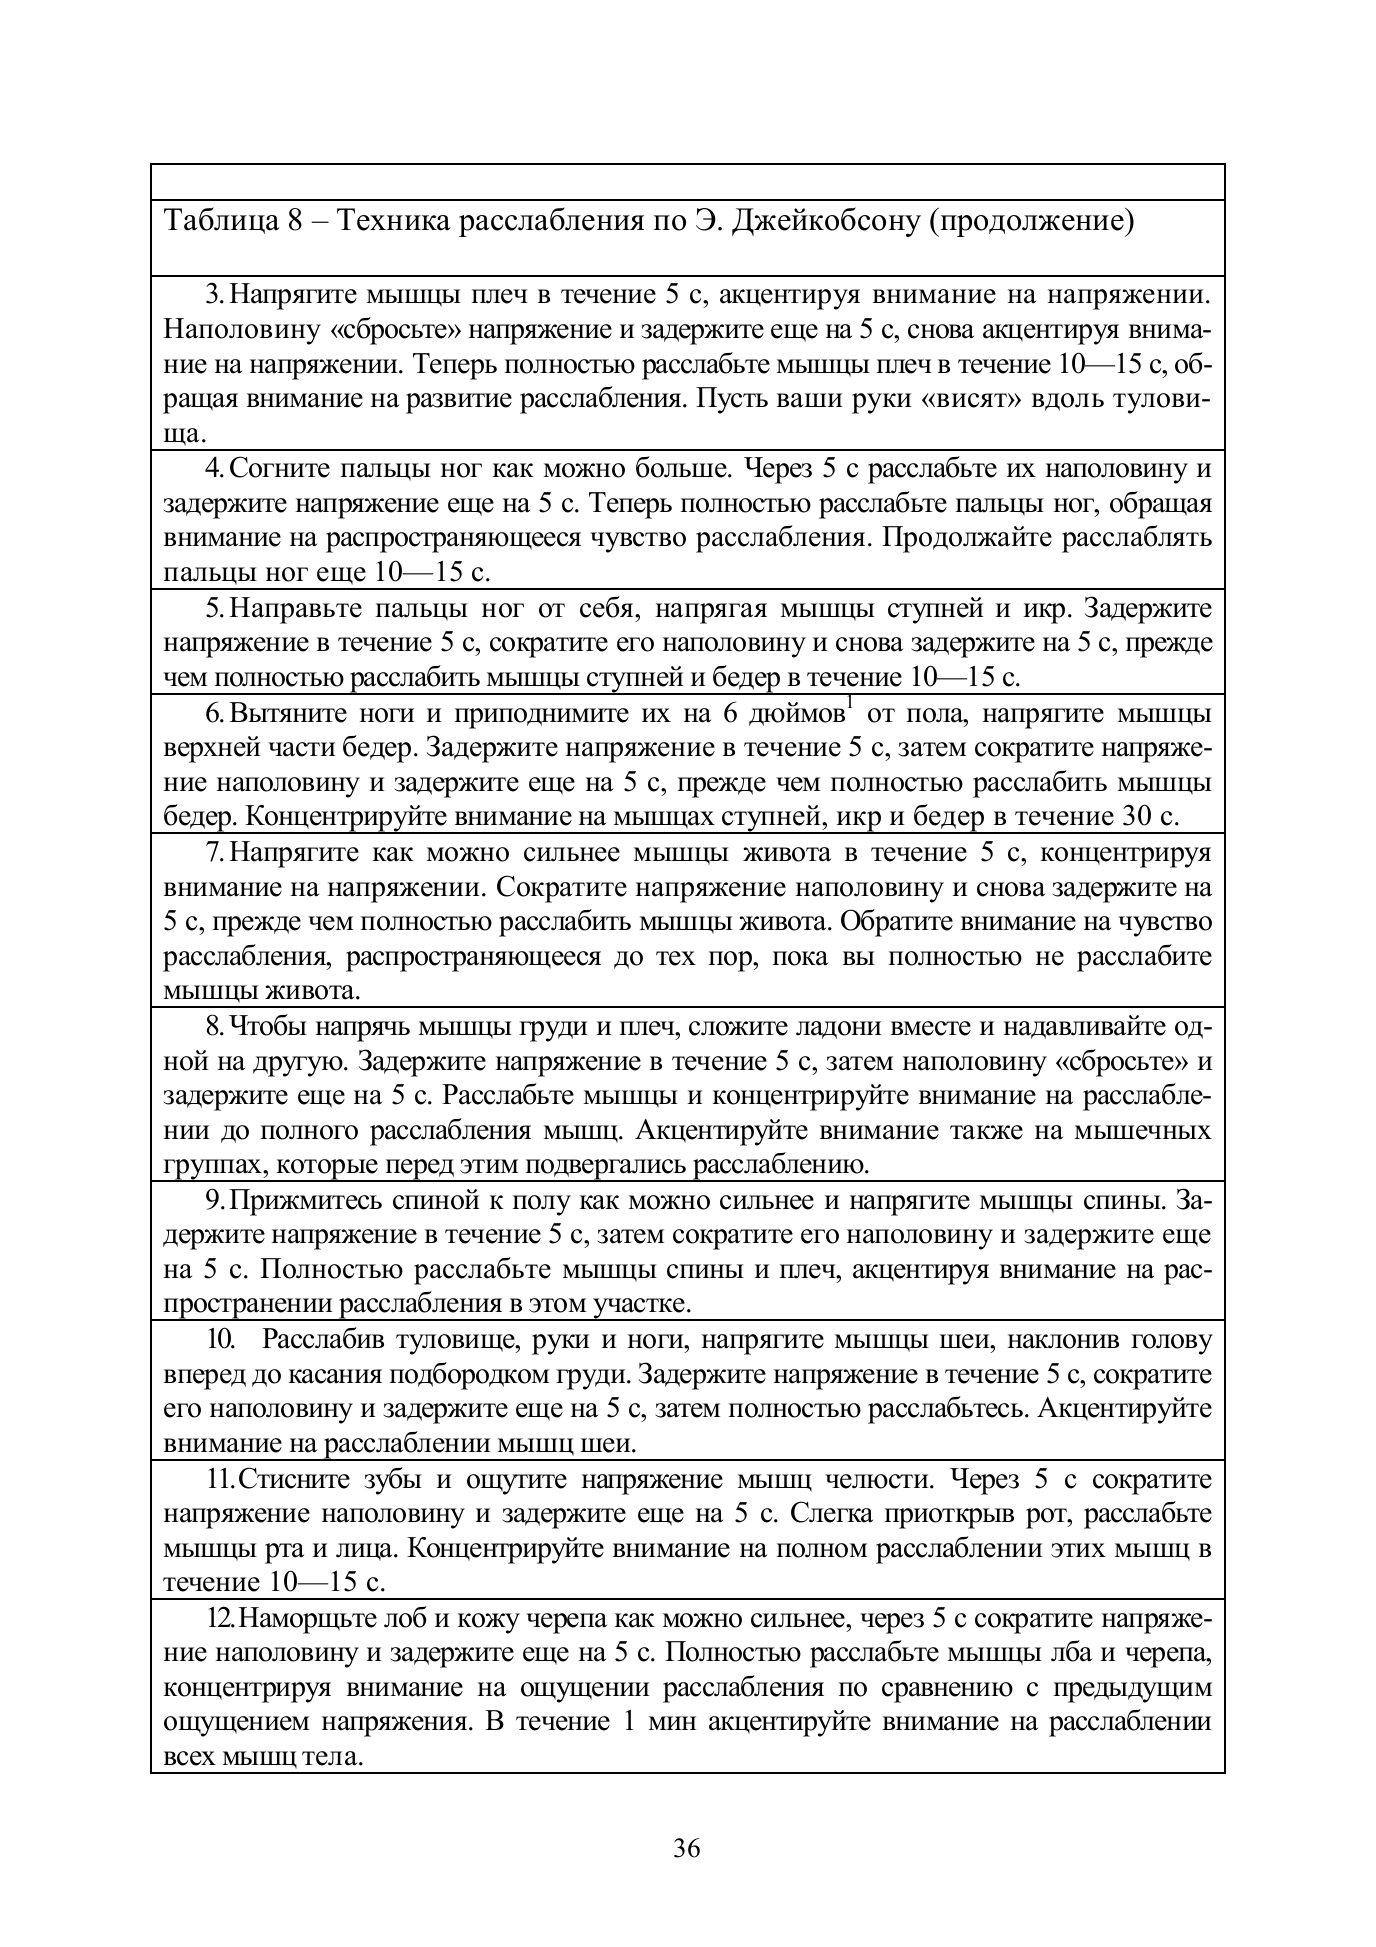 Таблица 8 – Техника расслабления по Э. Джейкобсону (продолжение)
3. Напрягите мышцы плеч в течение 5 с, акцентируя внимание на напряжении.
Наполовину «сбросьте» напряжение и задержите еще на 5 с, снова акцентируя внима-
ние на напряжении. Теперь полностью расслабьте мышцы плеч в течение 10—15 с, об-
ращая внимание на развитие расслабления. Пусть ваши руки «висят» вдоль тулови-
ща.
4. Согните пальцы ног как можно больше. Через 5 с расслабьте их наполовину и
задержите напряжение еще на 5 с. Теперь полностью расслабьте пальцы ног, обращая
внимание на распространяющееся чувство расслабления. Продолжайте расслаблять
пальцы ног еще 10—15 с.
5. Направьте пальцы ног от себя, напрягая мышцы ступней и икр. Задержите
напряжение в течение 5 с, сократите его наполовину и снова задержите на 5 с, прежде
чем полностью расслабить мышцы ступней и бедер в течение 10—15 с.
6. Вытяните ноги и приподнимите их на 6 дюймов¹ от пола, напрягите мышцы
верхней части бедер. Задержите напряжение в течение 5 с, затем сократите напряже-
ние наполовину и задержите еще на 5 с, прежде чем полностью расслабить мышцы
бедер. Концентрируйте внимание на мышцах ступней, икр и бедер в течение 30 с.
7. Напрягите как можно сильнее мышцы живота в течение 5 с, концентрируя
внимание на напряжении. Сократите напряжение наполовину и снова задержите на
5 с, прежде чем полностью расслабить мышцы живота. Обратите внимание на чувство
расслабления, распространяющееся до тех пор, пока вы полностью не расслабите
мышцы живота.
8. Чтобы напрячь мышцы груди и плеч, сложите ладони вместе и надавливайте од-
ной на другую. Задержите напряжение в течение 5 с, затем наполовину «сбросьте» и
задержите еще на 5 с. Расслабьте мышцы и концентрируйте внимание на расслабле-
нии до полного расслабления мышц. Акцентируйте внимание также на мышечных
группах, которые перед этим подвергались расслаблению.
9. Прижмитесь спиной к полу как можно сильнее и напрягите мышцы спины. За-
держите напряжение в течение 5 с, затем сократите его наполовину и задержите еще
на 5 с. Полностью расслабьте мышцы спины и плеч, акцентируя внимание на рас-
пространении расслабления в этом участке.
10. Расслабив туловище, руки и ноги, напрягите мышцы шеи, наклонив голову
вперед до касания подбородком груди. Задержите напряжение в течение 5 с, сократите
его наполовину и задержите еще на 5 с, затем полностью расслабьтесь. Акцентируйте
внимание на расслаблении мышц шеи.
11. Стисните зубы и ощутите напряжение мышц челюсти. Через 5 с сократите
напряжение наполовину и задержите еще на 5 с. Слегка приоткрыв рот, расслабьте
мышцы рта и лица. Концентрируйте внимание на полном расслаблении этих мышц в
течение 10—15 с.
12. Наморщьте лоб и кожу черепа как можно сильнее, через 5 с сократите напряже-
ние наполовину и задержите еще на 5 с. Полностью расслабьте мышцы лба и черепа,
концентрируя внимание на ощущении расслабления по сравнению с предыдущим
ощущением напряжения. В течение 1 мин акцентируйте внимание на расслаблении
всех мышц тела.
36